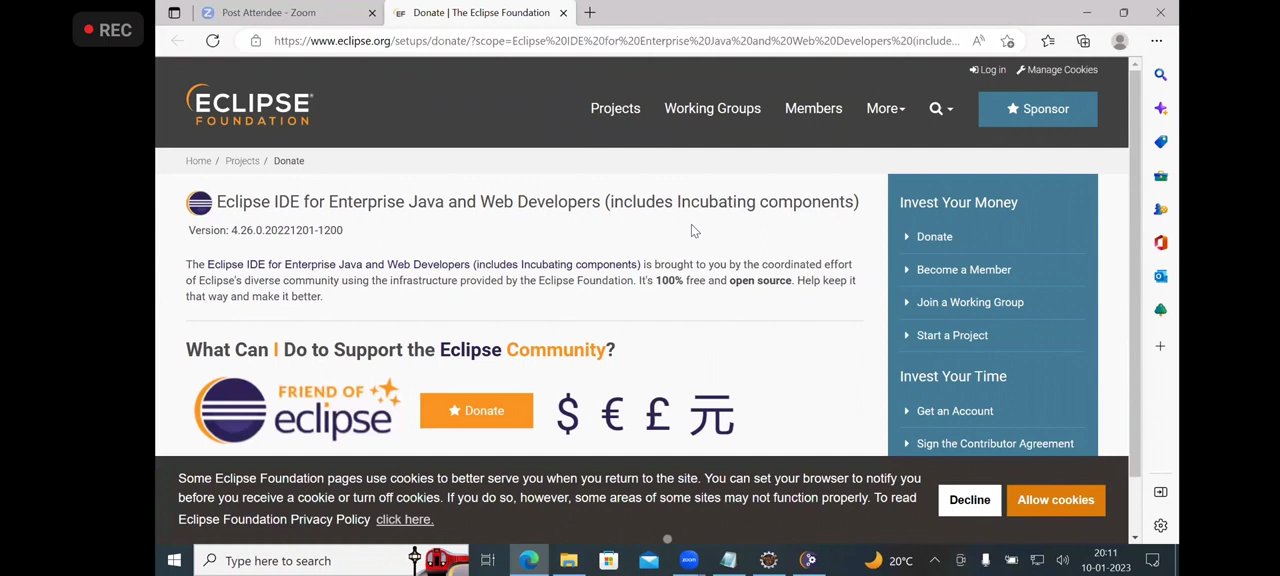 REC
Post Attendee - Zoom
Donate | The Eclipse Foundation
https://www.eclipse.org/setups/donate/?scope=Eclipse%20IDE%20for%20Enterprise%20Java%20and%20Web%20Developers%20(include...
Log in
Manage Cookies
ECLIPSE
FOUNDATION
Projects
Working Groups
Members
More
Sponsor
Home / Projects / Donate
Eclipse IDE for Enterprise Java and Web Developers (includes Incubating components)
Version: 4.26.0.20221201-1200
The Eclipse IDE for Enterprise Java and Web Developers (includes Incubating components) is brought to you by the coordinated effort
of Eclipse's diverse community using the infrastructure provided by the Eclipse Foundation. It's 100% free and open source. Help keep it
that way and make it better.
What Can I Do to Support the Eclipse Community?
FRIEND OF
eclipse
Donate
$ € £ 元
Invest Your Money
Donate
Become a Member
Join a Working Group
Start a Project
Invest Your Time
Get an Account
Sign the Contributor Agreement
Some Eclipse Foundation pages use cookies to better serve you when you return to the site. You can set your browser to notify you
before you receive a cookie or turn off cookies. If you do so, however, some areas of some sites may not function properly. To read
Eclipse Foundation Privacy Policy click here.
Decline
Allow cookies
Type here to search
zoom
20°C
20:11
10-01-2023